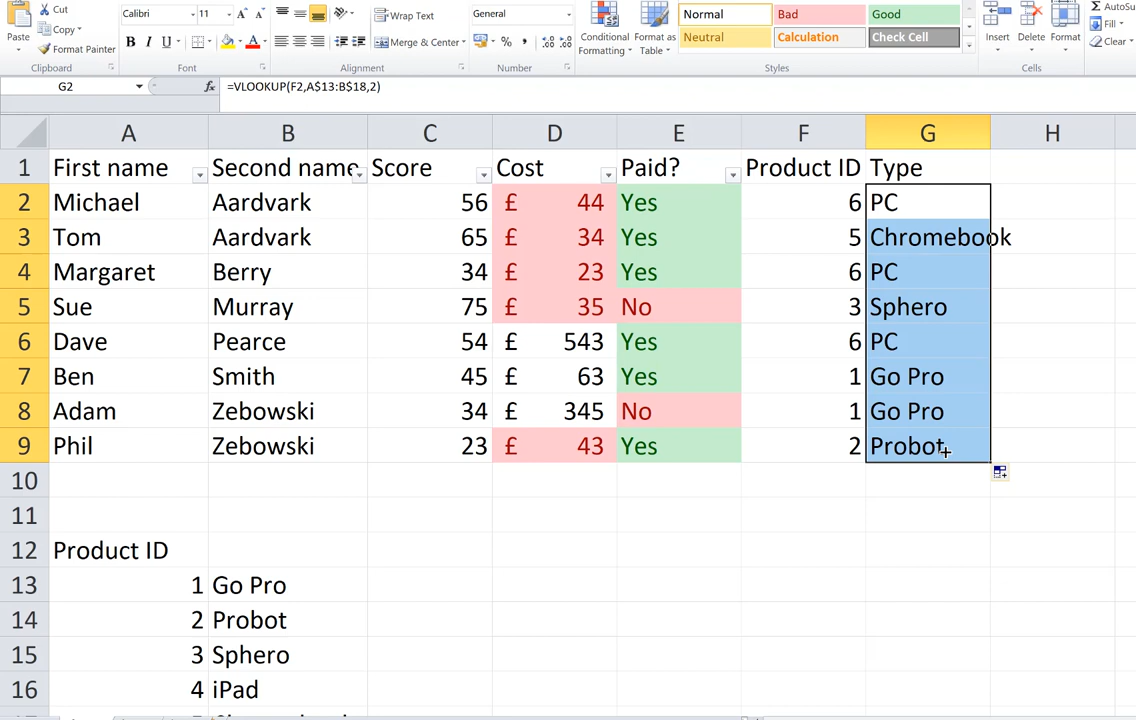 Cut
Calibri 11 A A
Wrap Text
General
Normal Bad Good
AutoSu
Copy
Paste
Format Painter
B I U A
Merge & Center
% ,
Conditional Formatting
Format as Table
Neutral Calculation Check Cell
Insert Delete Format
Fill
Clear
Clipboard Font Alignment Number Styles Cells
G2 fx =VLOOKUP(F2,A$13:B$18,2)
A B C D E F G H
1 First name Second name Score Cost Paid? Product ID Type
2 Michael Aardvark 56 £ 44 Yes 6 PC
3 Tom Aardvark 65 £ 34 Yes 5 Chromebook
4 Margaret Berry 34 £ 23 Yes 6 PC
5 Sue Murray 75 £ 35 No 3 Sphero
6 Dave Pearce 54 £ 543 Yes 6 PC
7 Ben Smith 45 £ 63 Yes 1 Go Pro
8 Adam Zebowski 34 £ 345 No 1 Go Pro
9 Phil Zebowski 23 £ 43 Yes 2 Probot
10
11
12 Product ID
13 1 Go Pro
14 2 Probot
15 3 Sphero
16 4 iPad